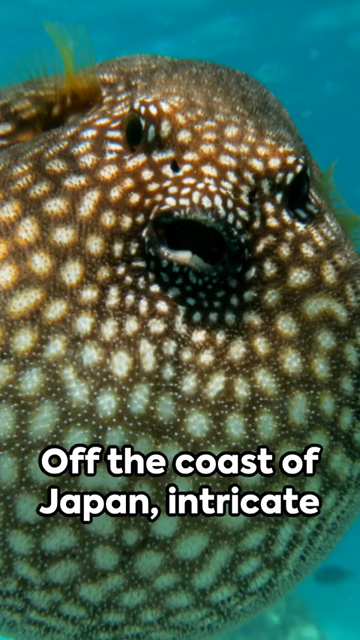 Off the coast of
Japan, intricate